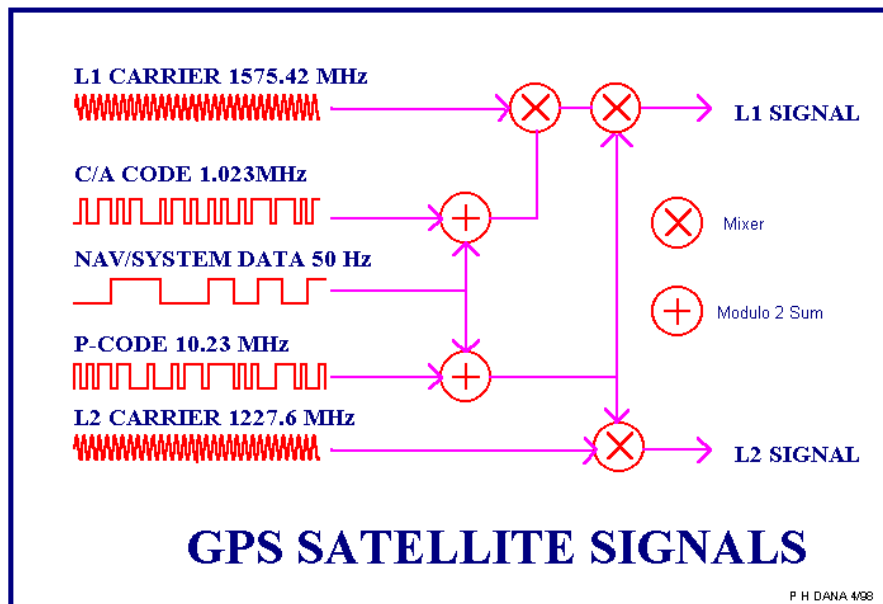 L1 CARRIER 1575.42 MHz
L1 SIGNAL
C/A CODE 1.023MHz
Mixer
NAV/SYSTEM DATA 50 Hz
Modulo 2 Sum
P-CODE 10.23 MHz
L2 CARRIER 1227.6 MHz
L2 SIGNAL
GPS SATELLITE SIGNALS
P H DANA 4/98